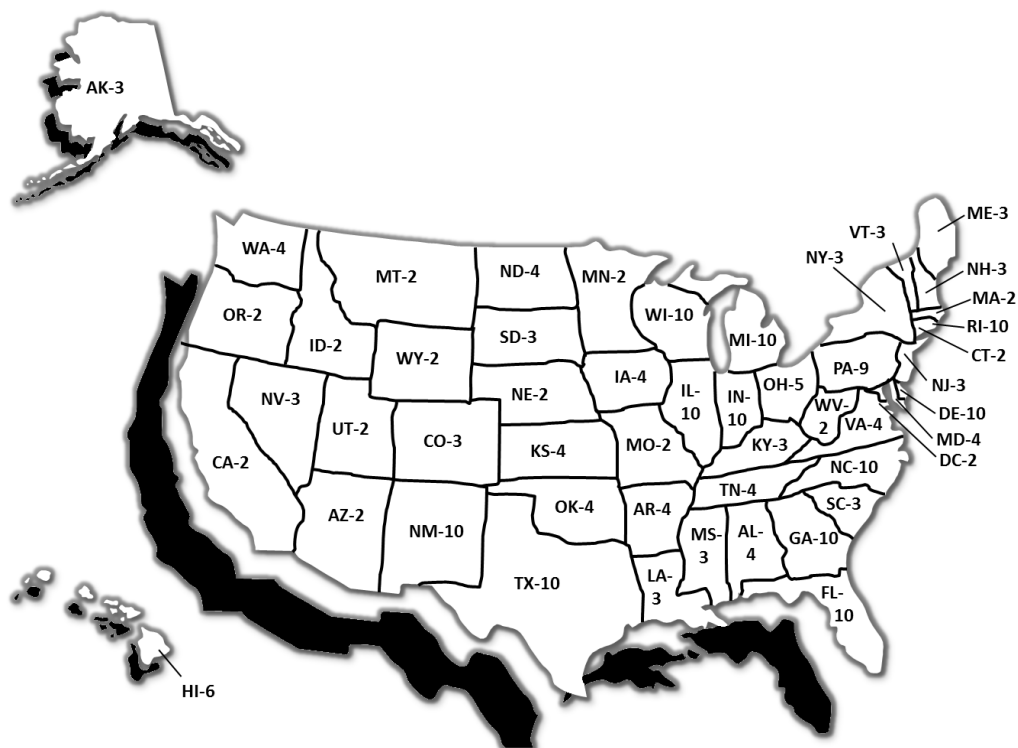 AK-3
ME-3
VT-3
WA-4
NY-3
NH-3
MT-2
ND-4
MN-2
MA-2
OR-2
WI-10
RI-10
SD-3
MI-10
ID-2
CT-2
WY-2
PA-9
IA-4
OH-5
NJ-3
NE-2
IL-
10
IN-
10
NV-3
WV-
2
DE-10
UT-2
VA-4
CO-3
MO-2
KY-3
MD-4
KS-4
DC-2
CA-2
NC-10
TN-4
SC-3
OK-4
AR-4
AZ-2
NM-10
MS-
3
AL-
4
GA-10
TX-10
LA-
3
FL-
10
HI-6